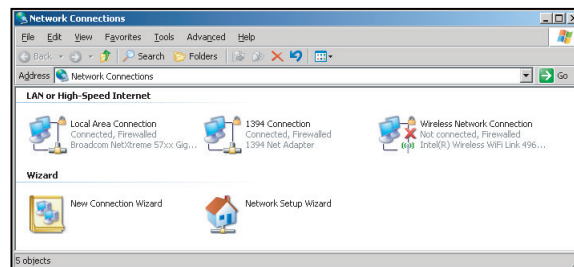 Network Connections
File Edit View Favorites Tools Advanced Help
Back Search Folders
Address Network Connections Go
LAN or High-Speed Internet
Local Area Connection
Connected, Firewalled
Broadcom NetXtreme 57xx Gig...
1394 Connection
Connected, Firewalled
1394 Net Adapter
Wireless Network Connection
Not connected, Firewalled
Intel(R) Wireless WiFi Link 496...
Wizard
New Connection Wizard
Network Setup Wizard
5 objects